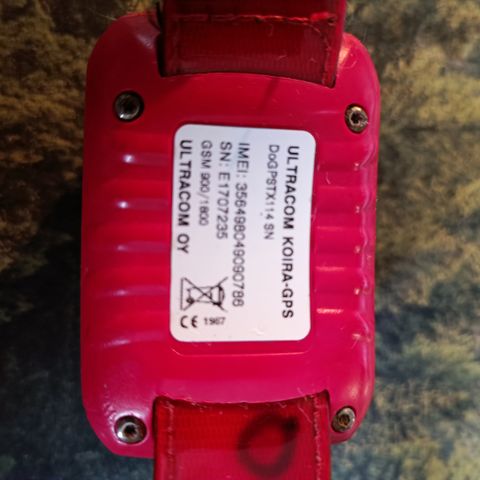 ULTRACOM KOIRA-GPS
DoGPSTX114 SN
IMEI: 356498049090786
SN: E1707235
GSM 900/1800
ULTRACOM OY
CE 1987